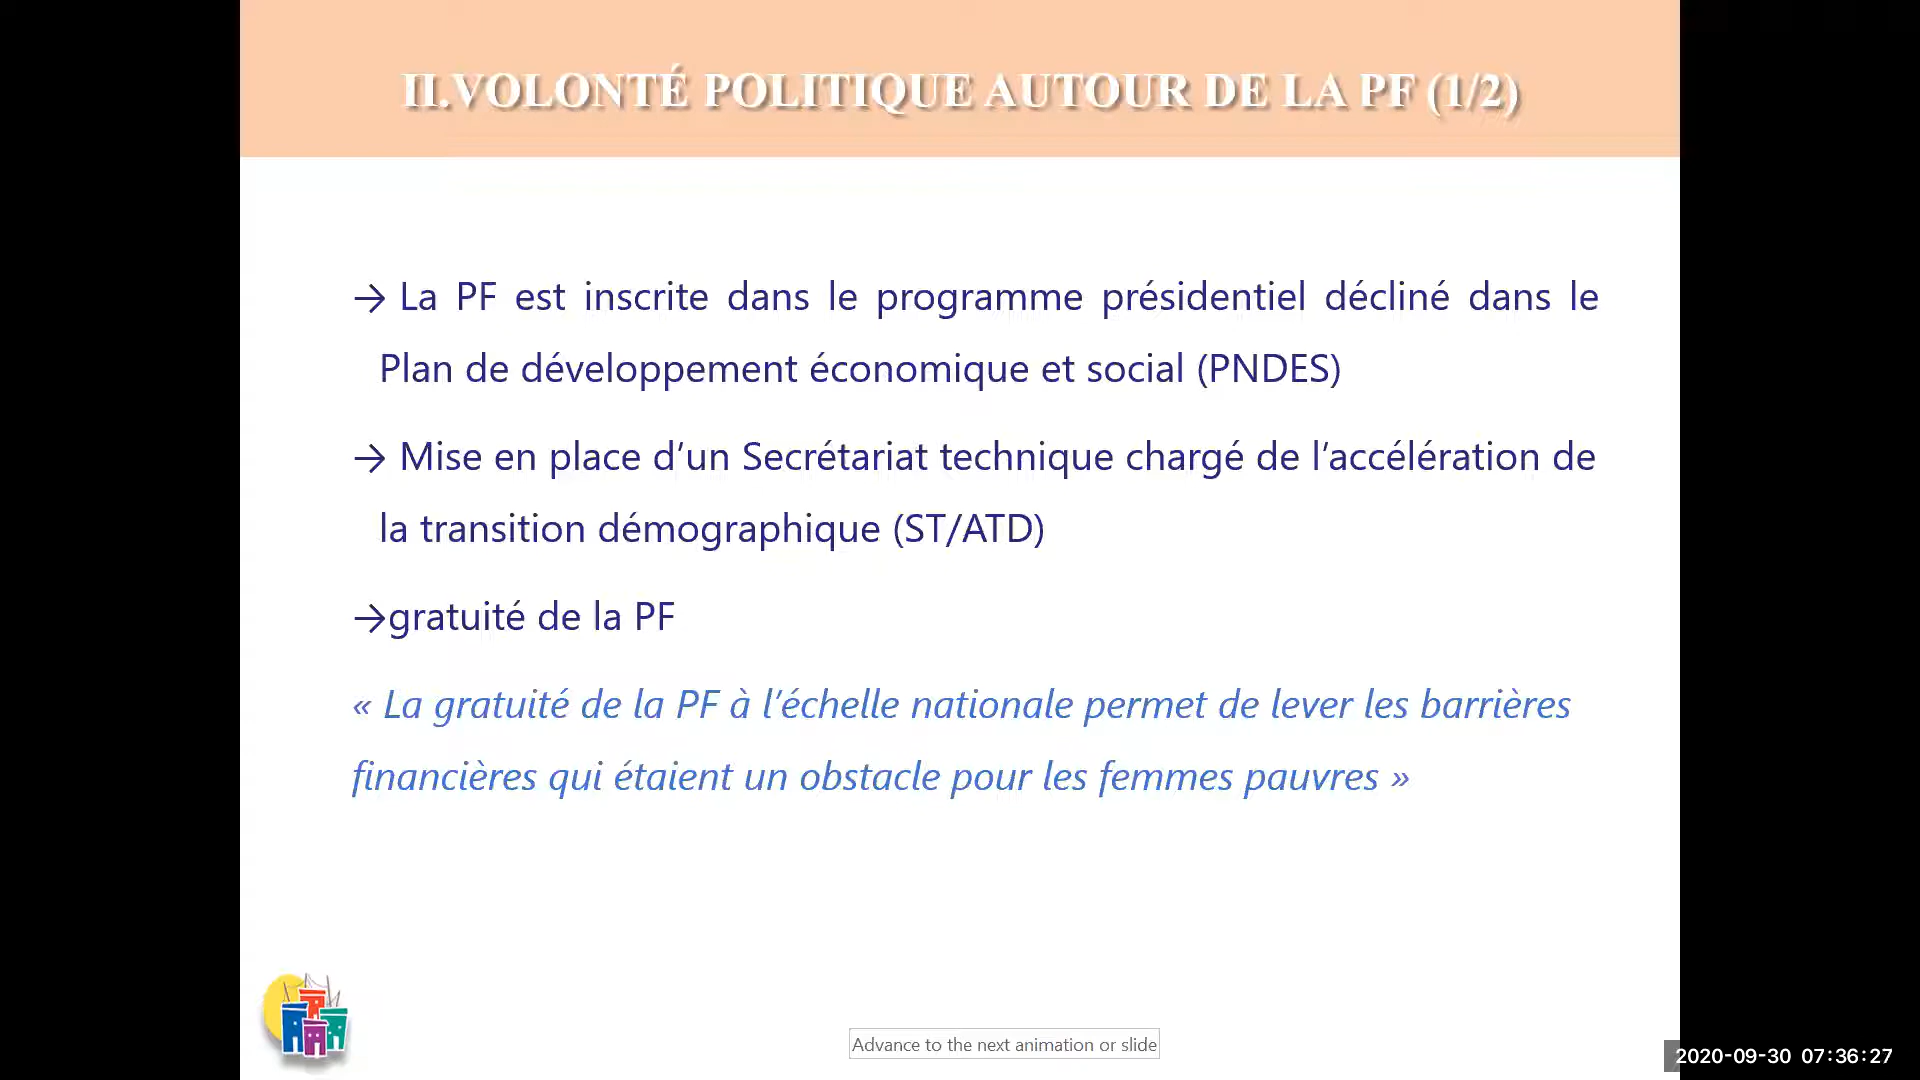 II.VOLONTÉ POLITIQUE AUTOUR DE LA PF (1/2)
→ La PF est inscrite dans le programme présidentiel décliné dans le
Plan de développement économique et social (PNDES)
→ Mise en place d’un Secrétariat technique chargé de l’accélération de
la transition démographique (ST/ATD)
→gratuité de la PF
« La gratuité de la PF à l’échelle nationale permet de lever les barrières
financières qui étaient un obstacle pour les femmes pauvres »
Advance to the next animation or slide
2020-09-30 07:36:27